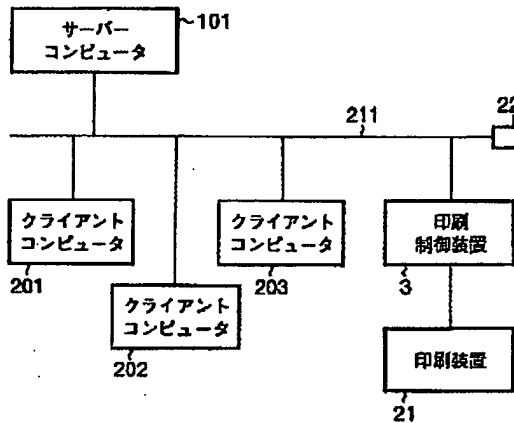 サーバー
コンピュータ
101
211
22
クライアント
コンピュータ
201
クライアント
コンピュータ
202
クライアント
コンピュータ
203
印刷
制御装置
3
印刷装置
21